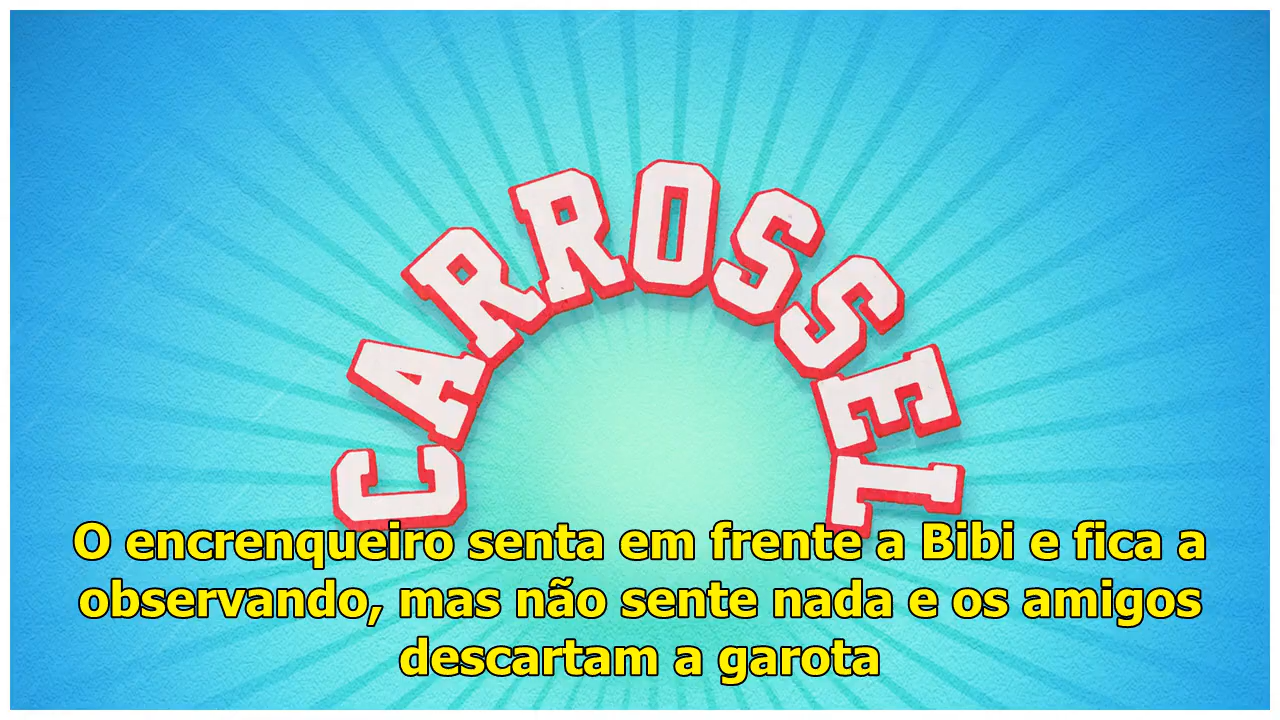 CARROSSEL
O encrenqueiro senta em frente a Bibi e fica a
observando, mas não sente nada e os amigos
descartam a garota